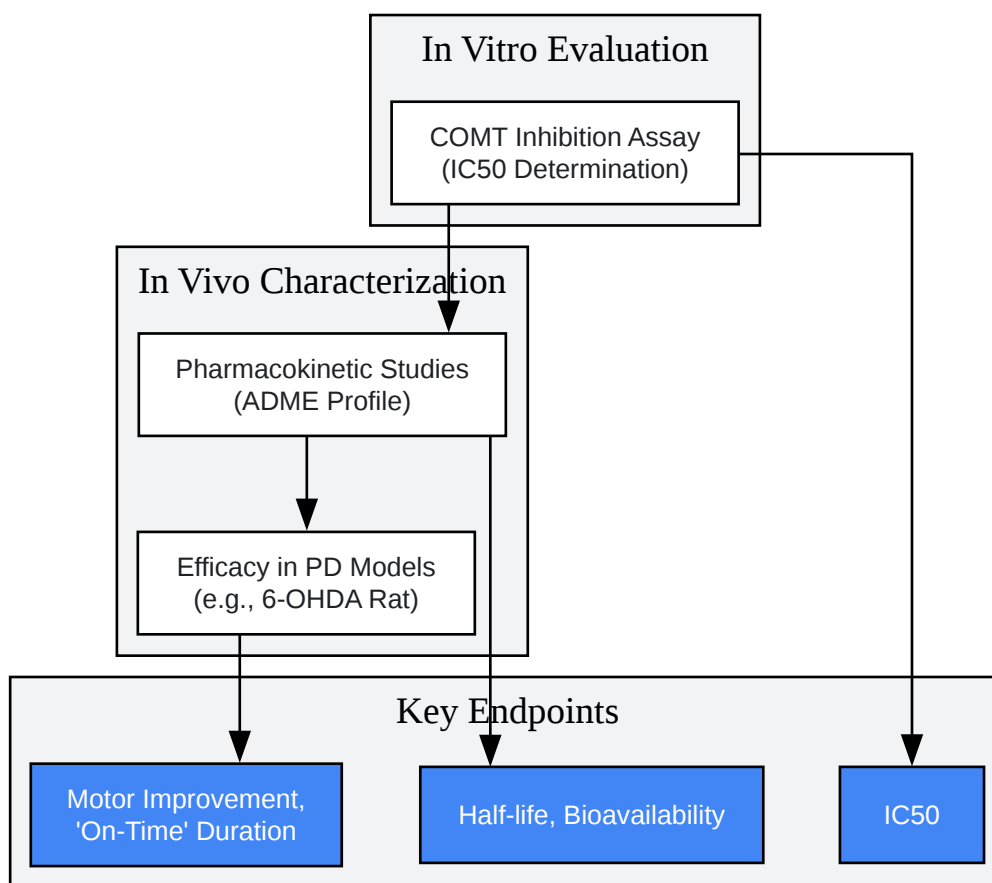 In Vitro Evaluation
COMT Inhibition Assay
(IC50 Determination)
In Vivo Characterization
Pharmacokinetic Studies
(ADME Profile)
Efficacy in PD Models
(e.g., 6-OHDA Rat)
Key Endpoints
Motor Improvement,
'On-Time' Duration
Half-life, Bioavailability
IC50